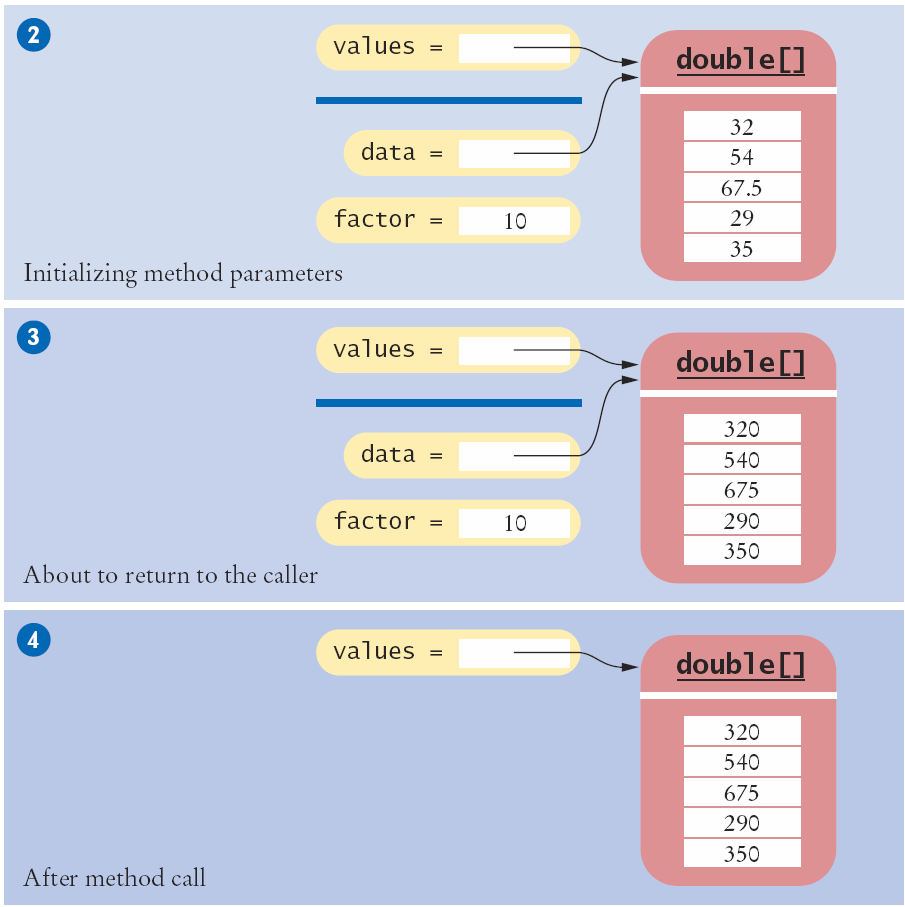 2
values =
double[]
data =
factor = 10
32
54
67.5
29
35
Initializing method parameters
3
values =
double[]
data =
factor = 10
320
540
675
290
350
About to return to the caller
4
values =
double[]
320
540
675
290
350
After method call